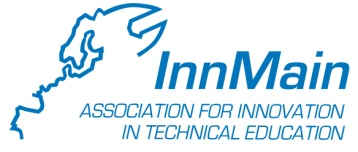 InnMain
ASSOCIATION FOR INNOVATION
IN TECHNICAL EDUCATION